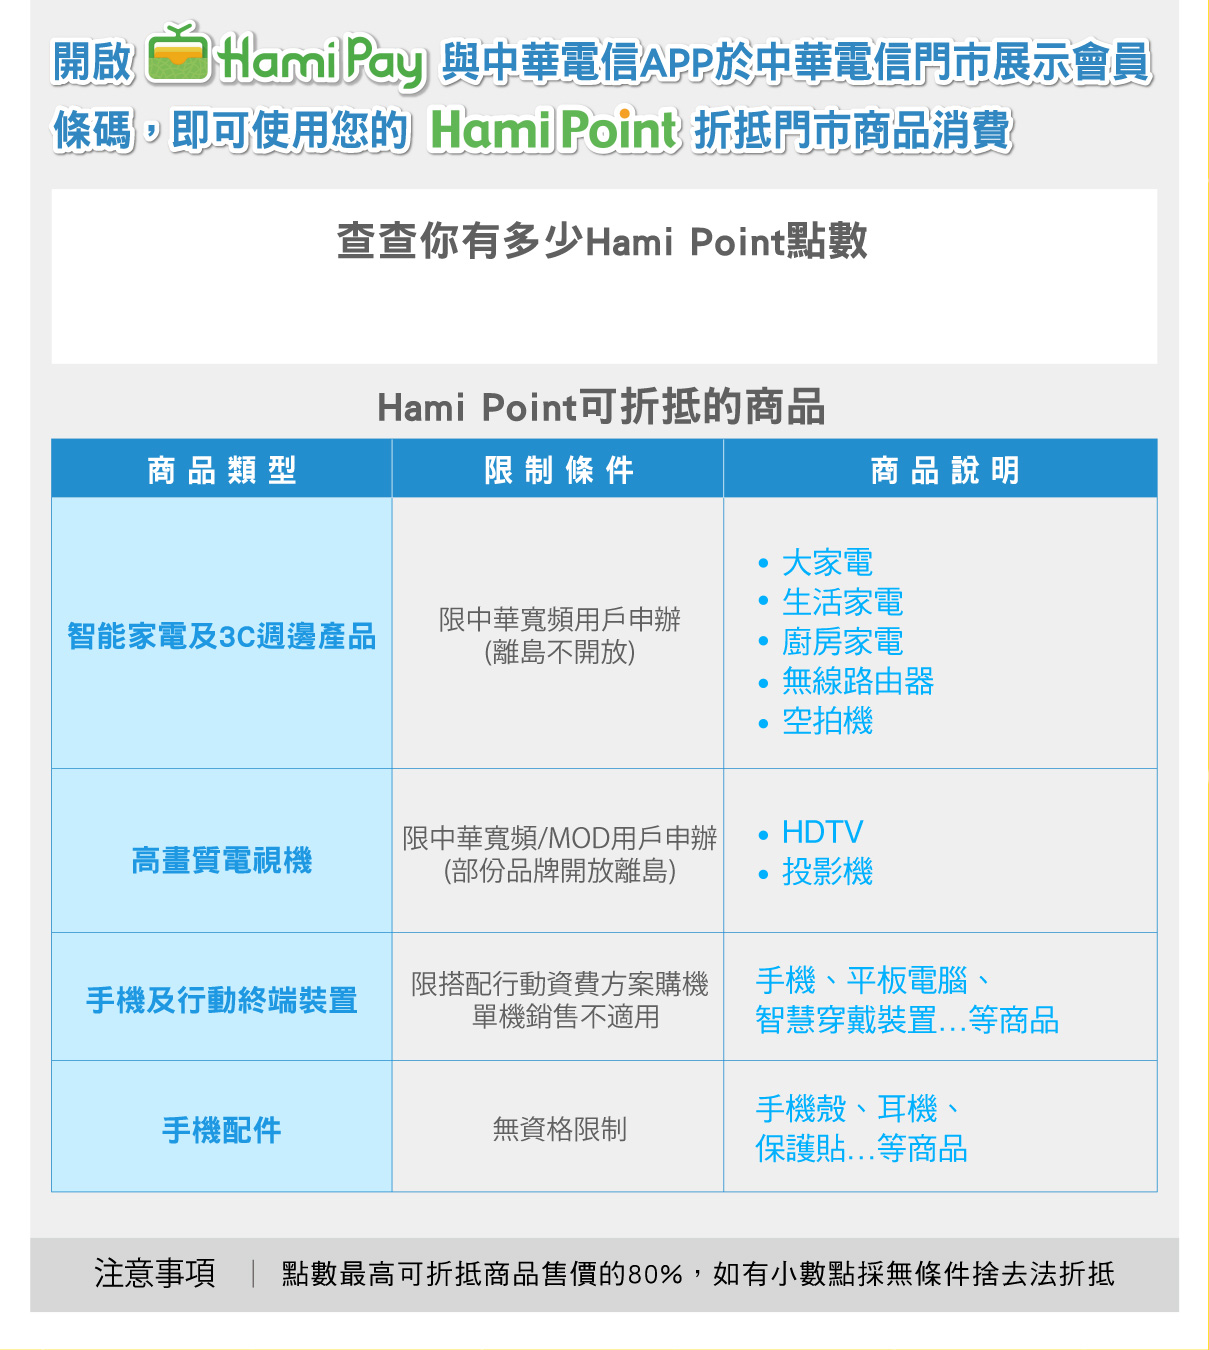 開啟 Hami Pay 與中華電信APP於中華電信門市展示會員
條碼，即可使用您的 Hami Point 折抵門市商品消費
查查你有多少Hami Point點數
Hami Point可折抵的商品
商品類型 限制條件 商品說明
智能家電及3C週邊產品
限中華寬頻用戶申辦
(離島不開放)
• 大家電
• 生活家電
• 廚房家電
• 無線路由器
• 空拍機
高畫質電視機
限中華寬頻/MOD用戶申辦
(部份品牌開放離島)
• HDTV
• 投影機
手機及行動終端裝置
限搭配行動資費方案購機
單機銷售不適用
手機、平板電腦、
智慧穿戴裝置...等商品
手機配件
無資格限制
手機殼、耳機、
保護貼...等商品
注意事項 | 點數最高可折抵商品售價的80%，如有小數點採無條件捨去法折抵